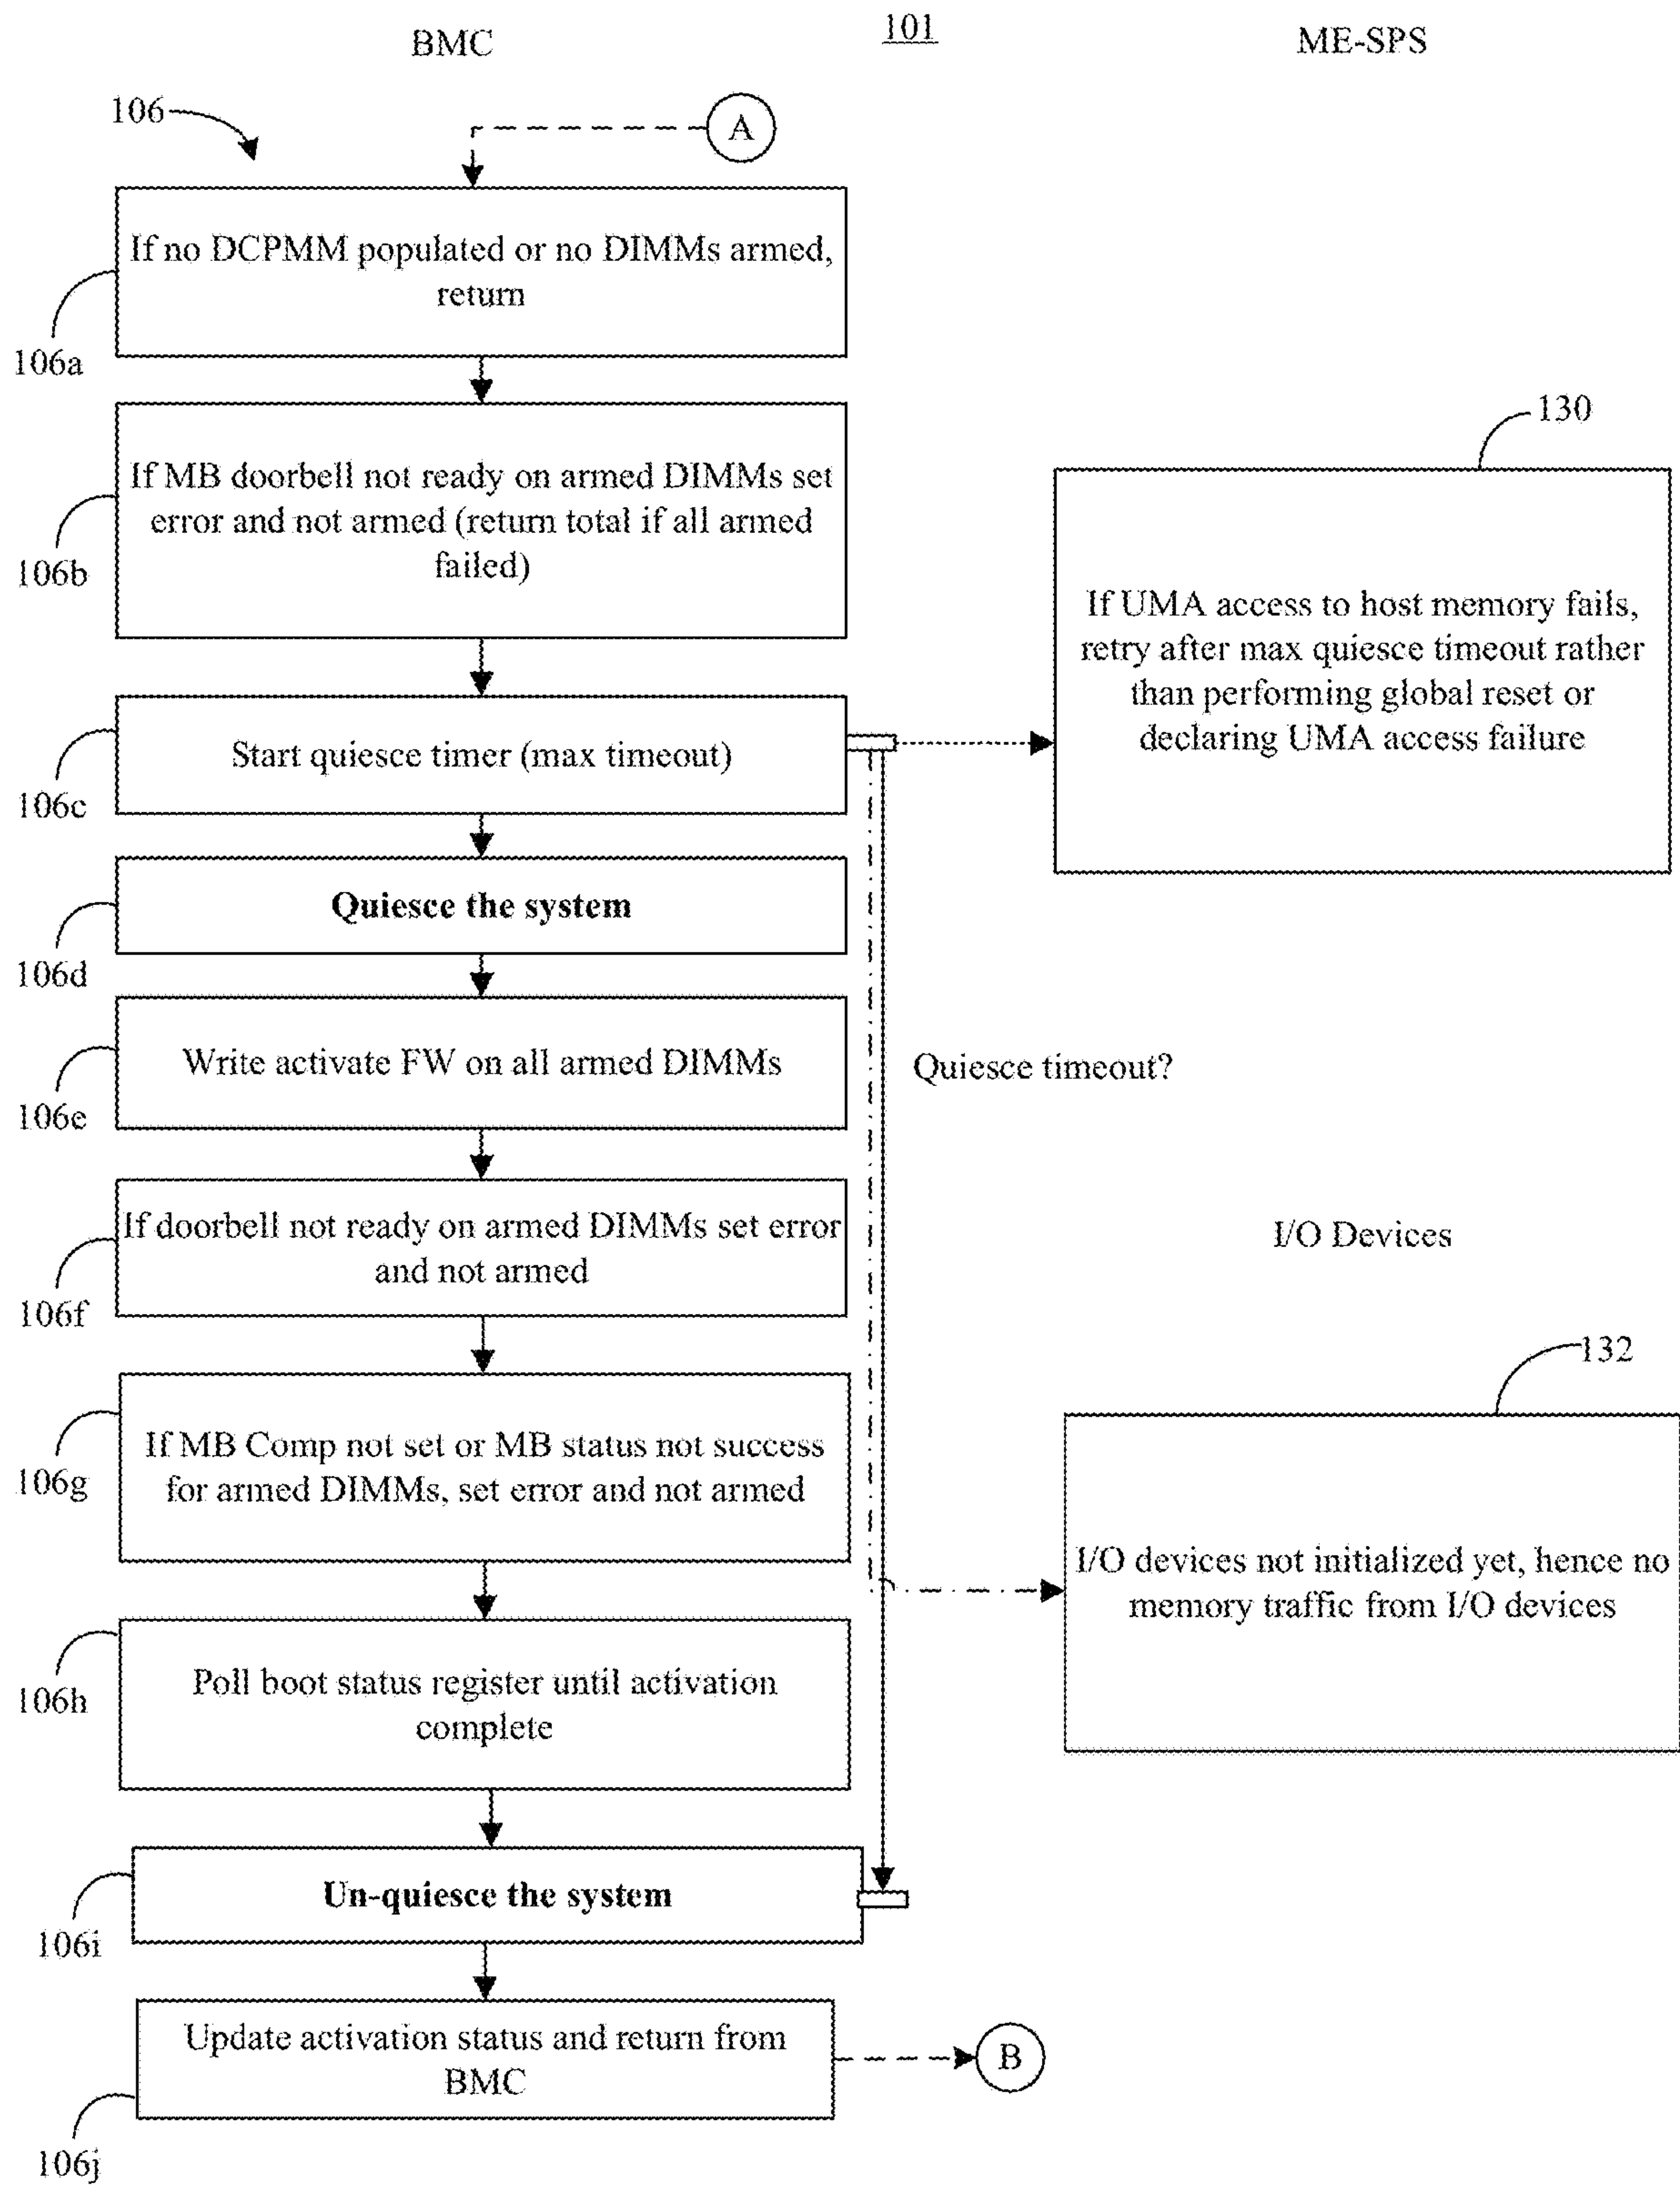 BMC
101
ME-SPS
106
A
If no DCPMM populated or no DIMMs armed,
return
106a
If MB doorbell not ready on armed DIMMs set
error and not armed (return total if all armed
failed)
106b
130
If UMA access to host memory fails,
retry after max quiesce timeout rather
than performing global reset or
declaring UMA access failure
Start quiesce timer (max timeout)
106c
Quiesce the system
106d
Write activate FW on all armed DIMMs
106e
Quiesce timeout?
If doorbell not ready on armed DIMMs set error
and not armed
106f
I/O Devices
132
If MB Comp not set or MB status not success
for armed DIMMs, set error and not armed
106g
I/O devices not initialized yet, hence no
memory traffic from I/O devices
Poll boot status register until activation
complete
106h
Un-quiesce the system
106i
Update activation status and return from
BMC
106j
B